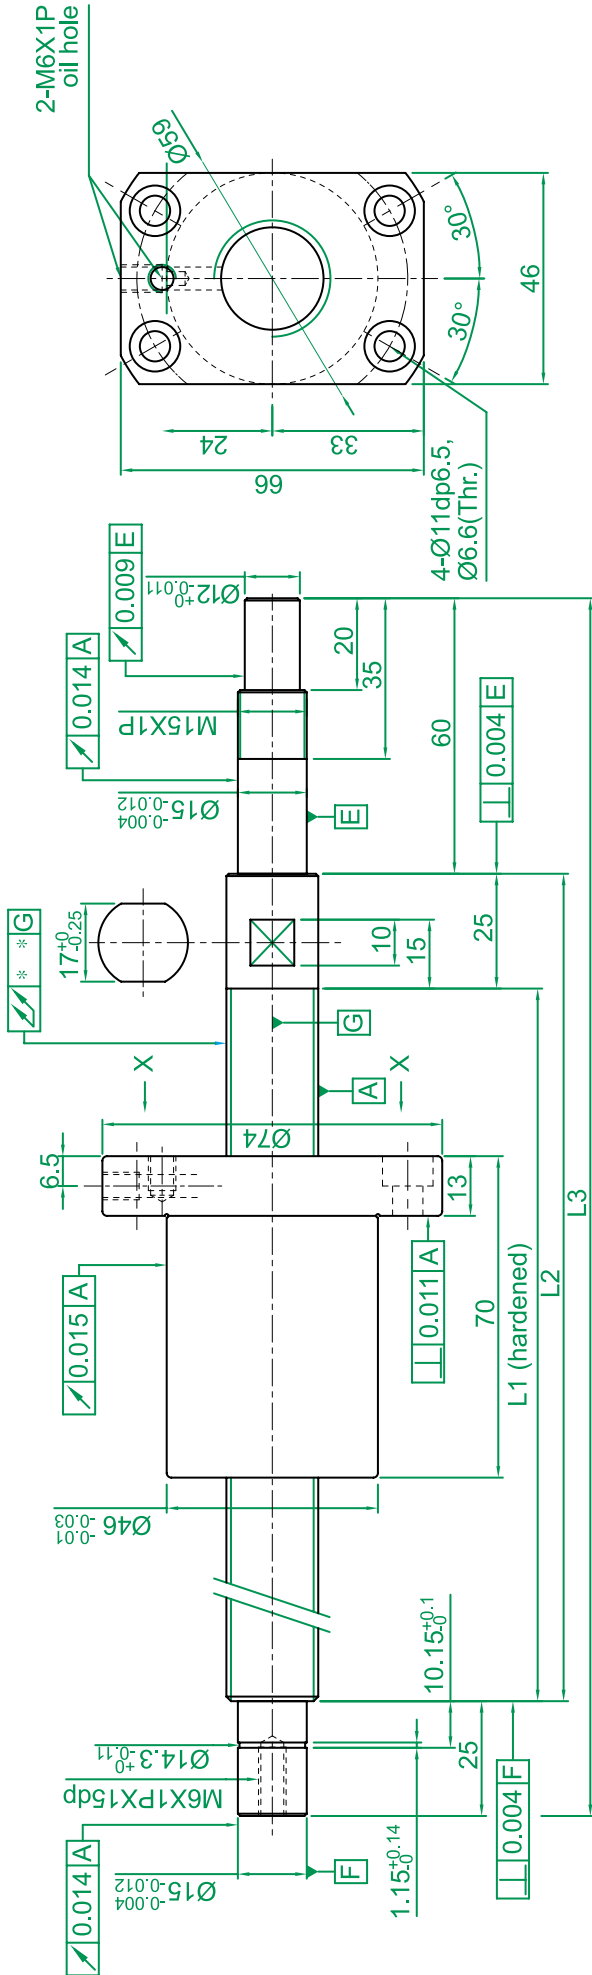 2-M6X1P
oil hole
Ø59
30°
30°
46
24
33
66
4-Ø11dp6.5,
Ø6.6(Thr.)
0.009 E
Ø12 +0 -0.011
0.014 A
M15X1P
Ø15 -0.004 -0.012
E
20
35
60
0.004 E
* * G
17 +0 -0.25
10
15
25
G
A
X
X
Ø74
6.5
13
0.015 A
0.011 A
70
L1 (hardened)
L2
L3
Ø46 -0.01 -0.03
10.15 +0.1 -0
Ø14.3 +0 -0.11
M6X1PX15dp
25
0.014 A
Ø15 -0.004 -0.012
F
1.15 +0.14 -0
0.004 F